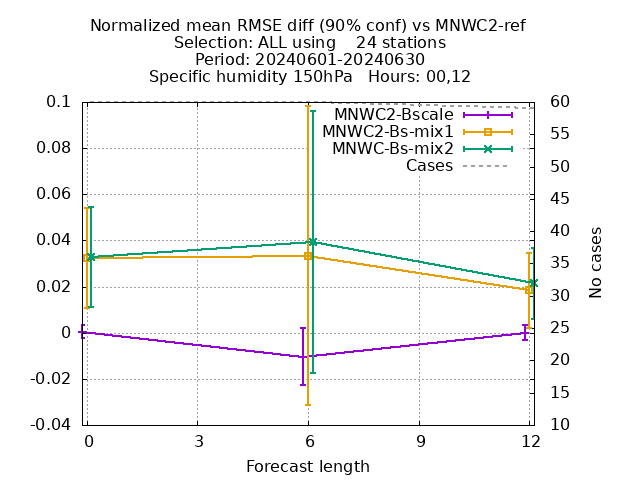 Normalized mean RMSE diff (90% conf) vs MNWC2-ref
Selection: ALL using    24 stations
Period: 20240601-20240630
Specific humidity 150hPa   Hours: 00,12
MNWC2-Bscale
MNWC2-Bs-mix1
MNWC-Bs-mix2
Cases
0.1
0.08
0.06
0.04
0.02
0
-0.02
-0.04
60
55
50
45
40
35
30
25
20
15
10
No cases
0 3 6 9 12
Forecast length